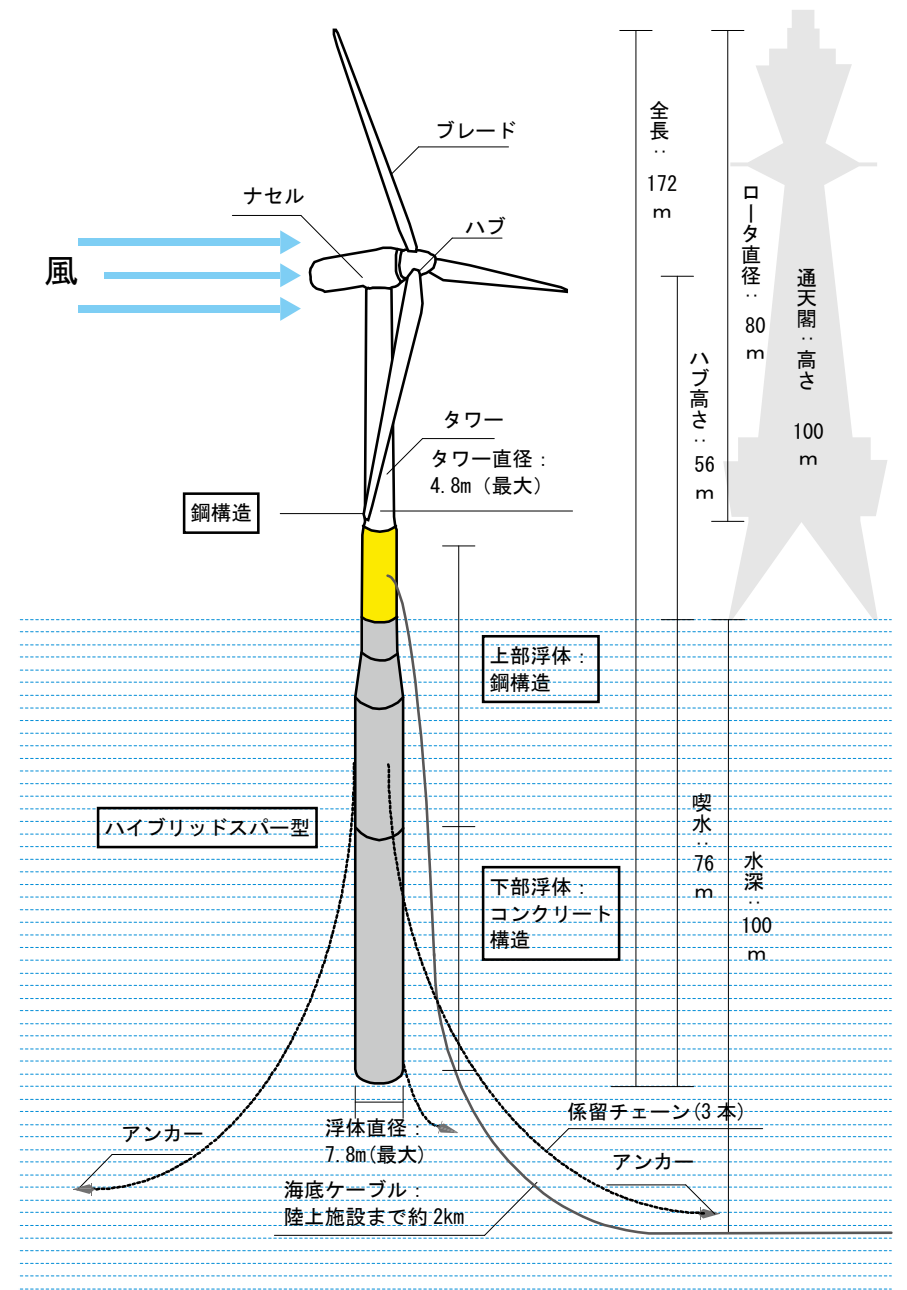 ブレード
ナセル
ハブ
風
全長：172m
ロータ直径：80m
通天閣：高さ 100m
ハブ高さ：56m
タワー
タワー直径：
4.8m（最大）
鋼構造
上部浮体：
鋼構造
ハイブリッドスパー型
喫水：76m
水深：100m
下部浮体：
コンクリート
構造
係留チェーン(3本)
アンカー
浮体直径：
7.8m(最大)
アンカー
海底ケーブル：
陸上施設まで約2km